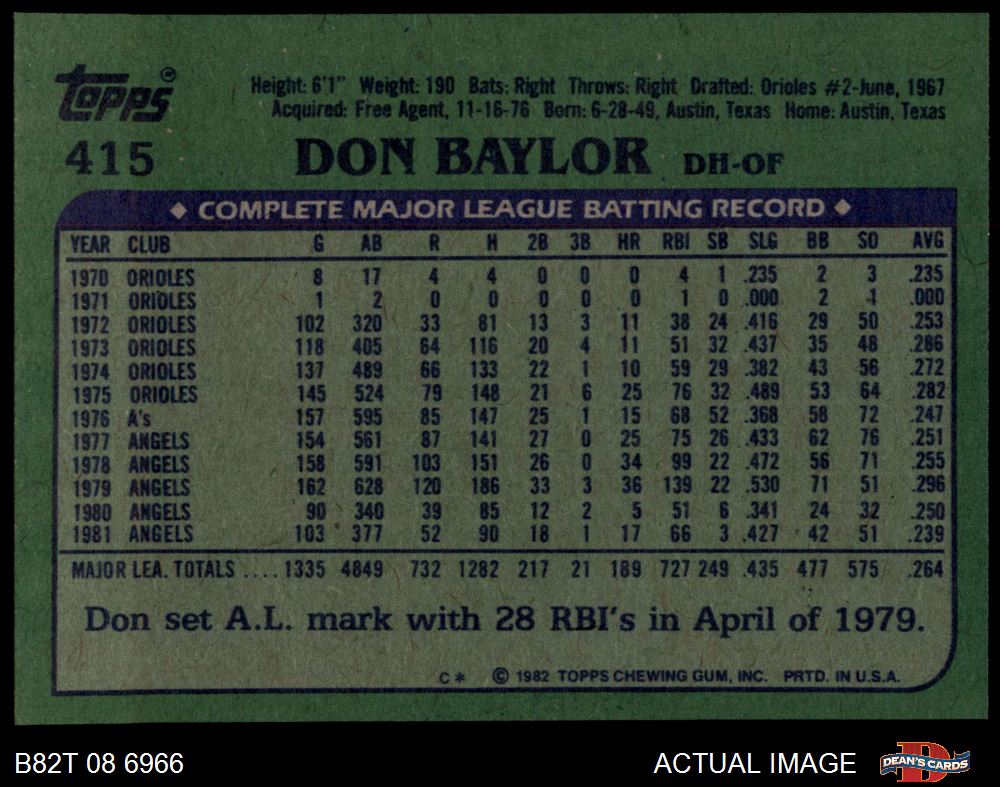 Topps®
Height: 6'1" Weight: 190 Bats: Right Throws: Right Drafted: Orioles #2-June, 1967
Acquired: Free Agent, 11-16-76 Born: 6-28-49, Austin, Texas Home: Austin, Texas
415 DON BAYLOR DH-OF
◆ COMPLETE MAJOR LEAGUE BATTING RECORD ◆
YEAR CLUB G AB R H 2B 3B HR RBI SB SLG BB SO AVG
1970 ORIOLES 8 17 4 4 0 0 0 4 1 .235 2 3 .235
1971 ORIOLES 1 2 0 0 0 0 0 1 0 .000 2 1 .000
1972 ORIOLES 102 320 33 81 13 3 11 38 24 .416 29 50 .253
1973 ORIOLES 118 405 64 116 20 4 11 51 32 .437 35 48 .286
1974 ORIOLES 137 489 66 133 22 1 10 59 29 .382 43 56 .272
1975 ORIOLES 145 524 79 148 21 6 25 76 32 .489 53 64 .282
1976 A's 157 595 85 147 25 1 15 68 52 .368 58 72 .247
1977 ANGELS 154 561 87 141 27 0 25 75 26 .433 62 76 .251
1978 ANGELS 158 591 103 151 26 0 34 99 22 .472 56 71 .255
1979 ANGELS 162 628 120 186 33 3 36 139 22 .530 71 51 .296
1980 ANGELS 90 340 39 85 12 2 5 51 6 .341 24 32 .250
1981 ANGELS 103 377 52 90 18 1 17 66 3 .427 42 51 .239
MAJOR LEA. TOTALS .... 1335 4849 732 1282 217 21 189 727 249 .435 477 575 .264
Don set A.L. mark with 28 RBI's in April of 1979.
C* © 1982 TOPPS CHEWING GUM, INC. PRTD. IN U.S.A.
B82T 08 6966 ACTUAL IMAGE DEAN'S CARDS